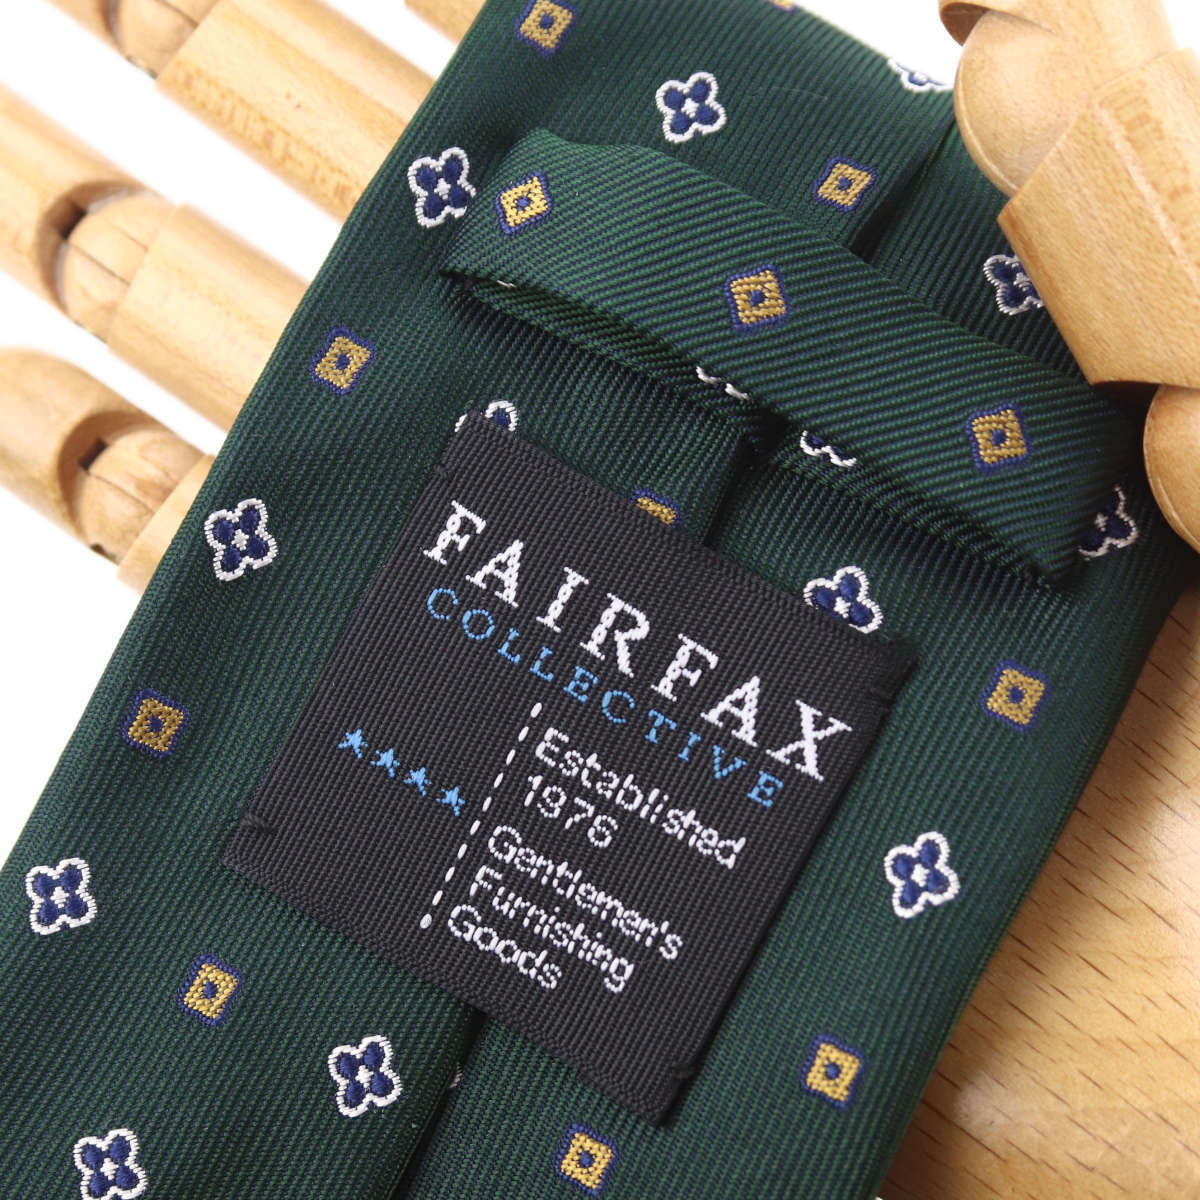 FAIRFAX
COLLECTIVE
Established
1976
Gentlemen's
Furnishing
Goods